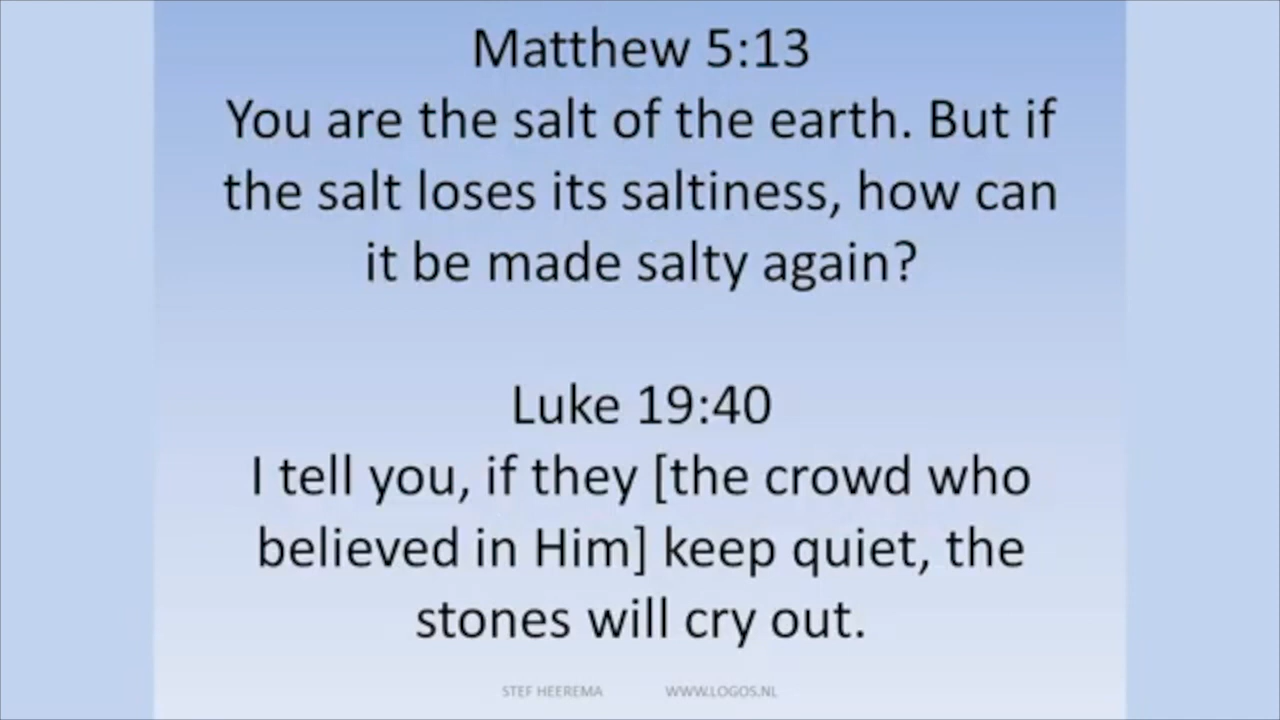 Matthew 5:13
You are the salt of the earth. But if
the salt loses its saltiness, how can
it be made salty again?
Luke 19:40
I tell you, if they [the crowd who
believed in Him] keep quiet, the
stones will cry out.
STEF HEEREMA WWW.LOGOS.NL